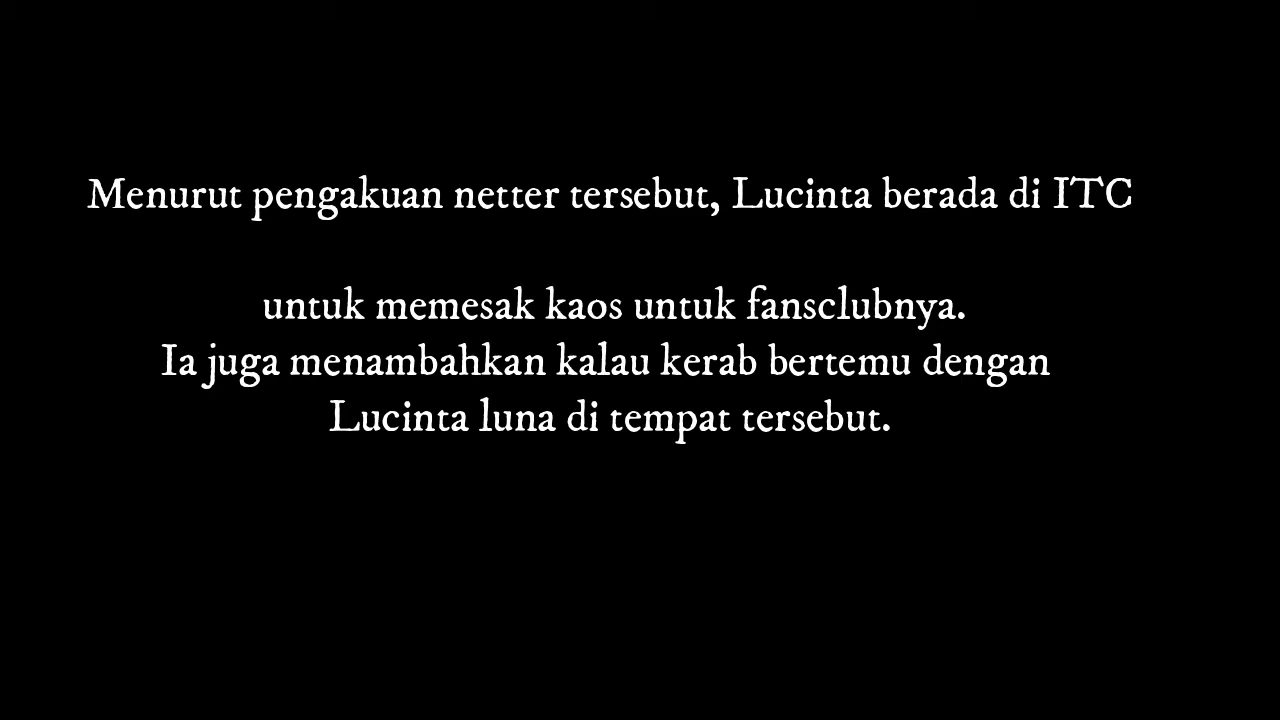 Menurut pengakuan netter tersebut, Lucinta berada di ITC
untuk memesak kaos untuk fansclubnya.
Ia juga menambahkan kalau kerab bertemu dengan
Lucinta luna di tempat tersebut.